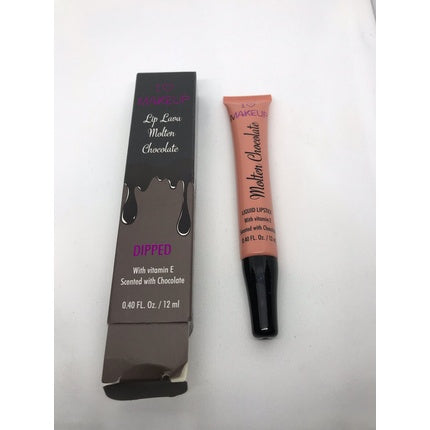 I ♡
MAKEUP
Lip Lava
Molten
Chocolate
DIPPED
With vitamin E
Scented with Chocolate
0.40 FL. Oz. / 12 ml
I ♡
MAKEUP
Molten Chocolate
LIQUID LIPSTICK
With vitamin E
Scented with Chocolate
0.40 FL. Oz. / 12 ml